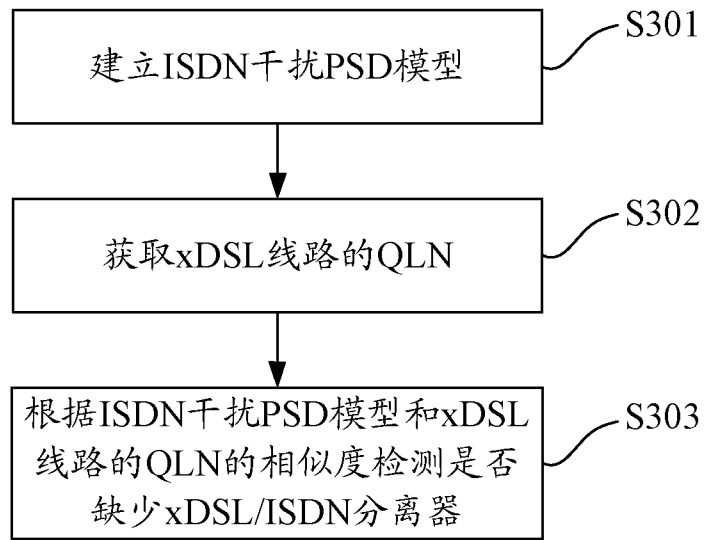 建立ISDN干扰PSD模型
S301
获取xDSL线路的QLN
S302
根据ISDN干扰PSD模型和xDSL
线路的QLN的相似度检测是否
缺少xDSL/ISDN分离器
S303